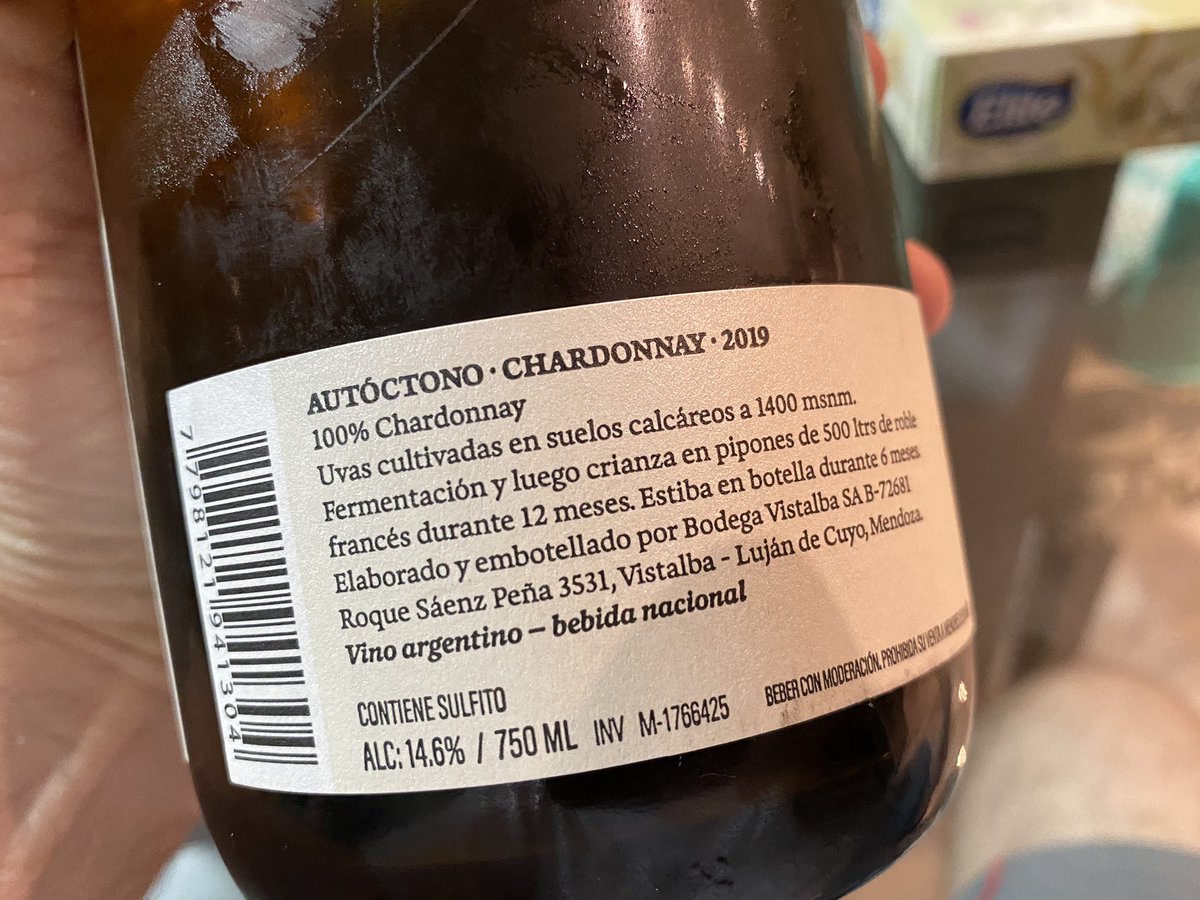 Elite
AUTÓCTONO · CHARDONNAY · 2019
100% Chardonnay
Uvas cultivadas en suelos calcáreos a 1400 msnm.
Fermentación y luego crianza en pipones de 500 ltrs de roble
francés durante 12 meses. Estiba en botella durante 6 meses.
Elaborado y embotellado por Bodega Vistalba SA B-72681
Roque Sáenz Peña 3531, Vistalba - Luján de Cuyo, Mendoza.
Vino argentino – bebida nacional
CONTIENE SULFITO
ALC: 14.6% / 750 ML INV M-1766425
BEBER CON MODERACIÓN. PROHIBIDA SU VENTA A
7 798121 941304